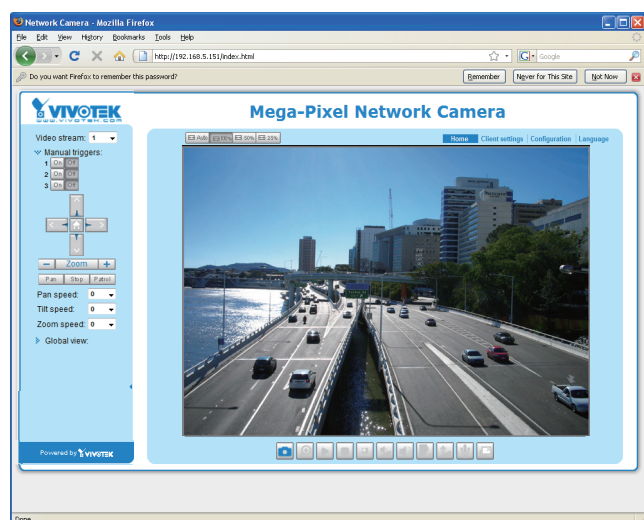 Network Camera - Mozilla Firefox
File Edit View History Bookmarks Tools Help
http://192.168.5.151/index.html
Google
Do you want Firefox to remember this password?
Remember Never for This Site Not Now
VIVOTEK
WWW.VIVOTEK.COM
Mega-Pixel Network Camera
Video stream: 1
Auto 100% 50% 25%
Home Client settings Configuration Language
Manual triggers:
1 On Off
2 On Off
3 On Off
Zoom
Pan Stop Patrol
Pan speed: 0
Tilt speed: 0
Zoom speed: 0
Global view:
Powered by VIVOTEK
Done